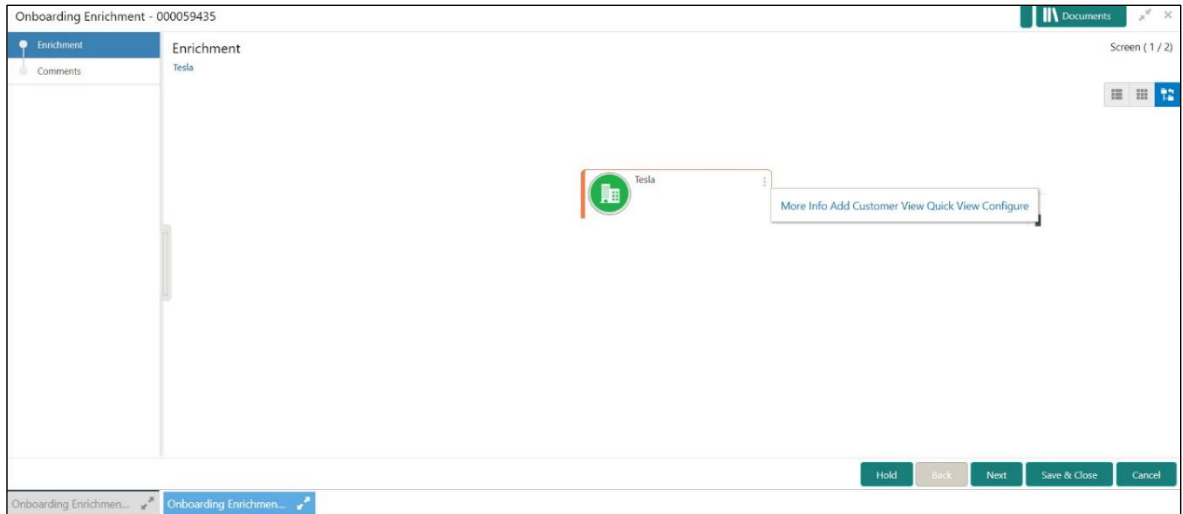 Onboarding Enrichment - 000059435
Documents
Enrichment
Comments
Enrichment
Screen ( 1 / 2)
Tesla
Tesla
More Info Add Customer View Quick View Configure
Hold Back Next Save & Close Cancel
Onboarding Enrichmen... Onboarding Enrichmen...